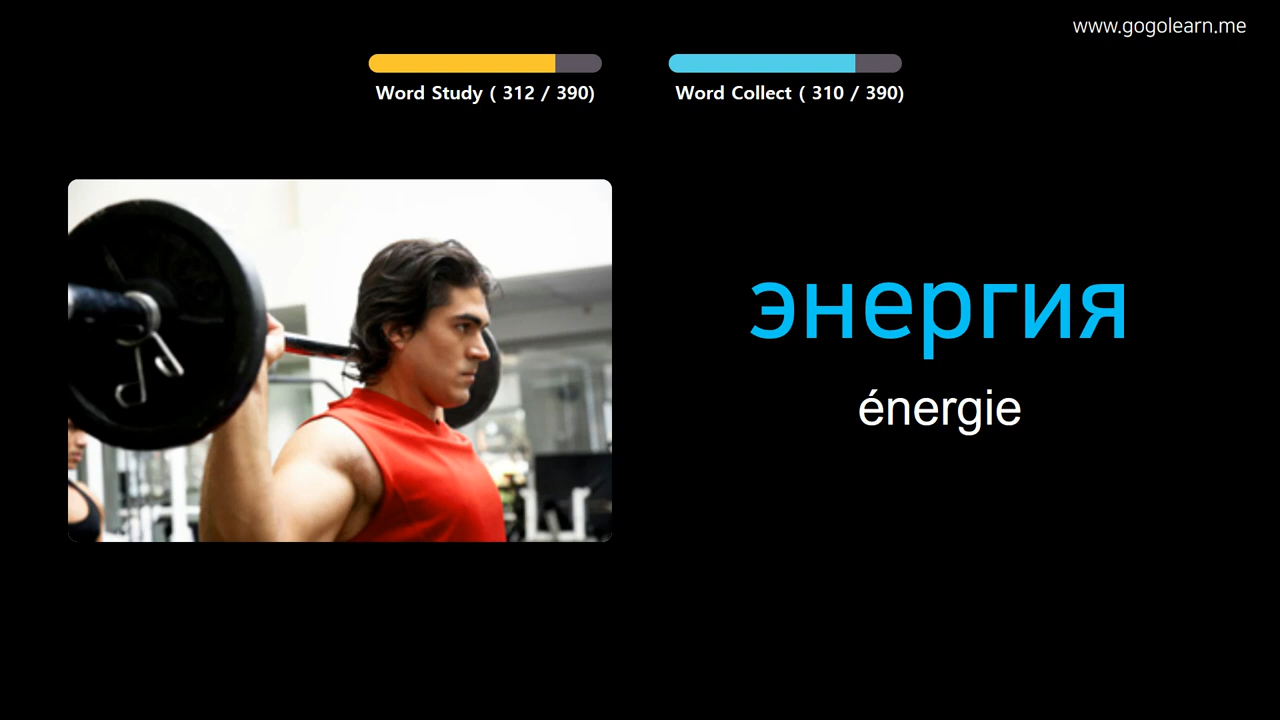 www.gogolearn.me
Word Study ( 312 / 390)
Word Collect ( 310 / 390)
энергия
énergie